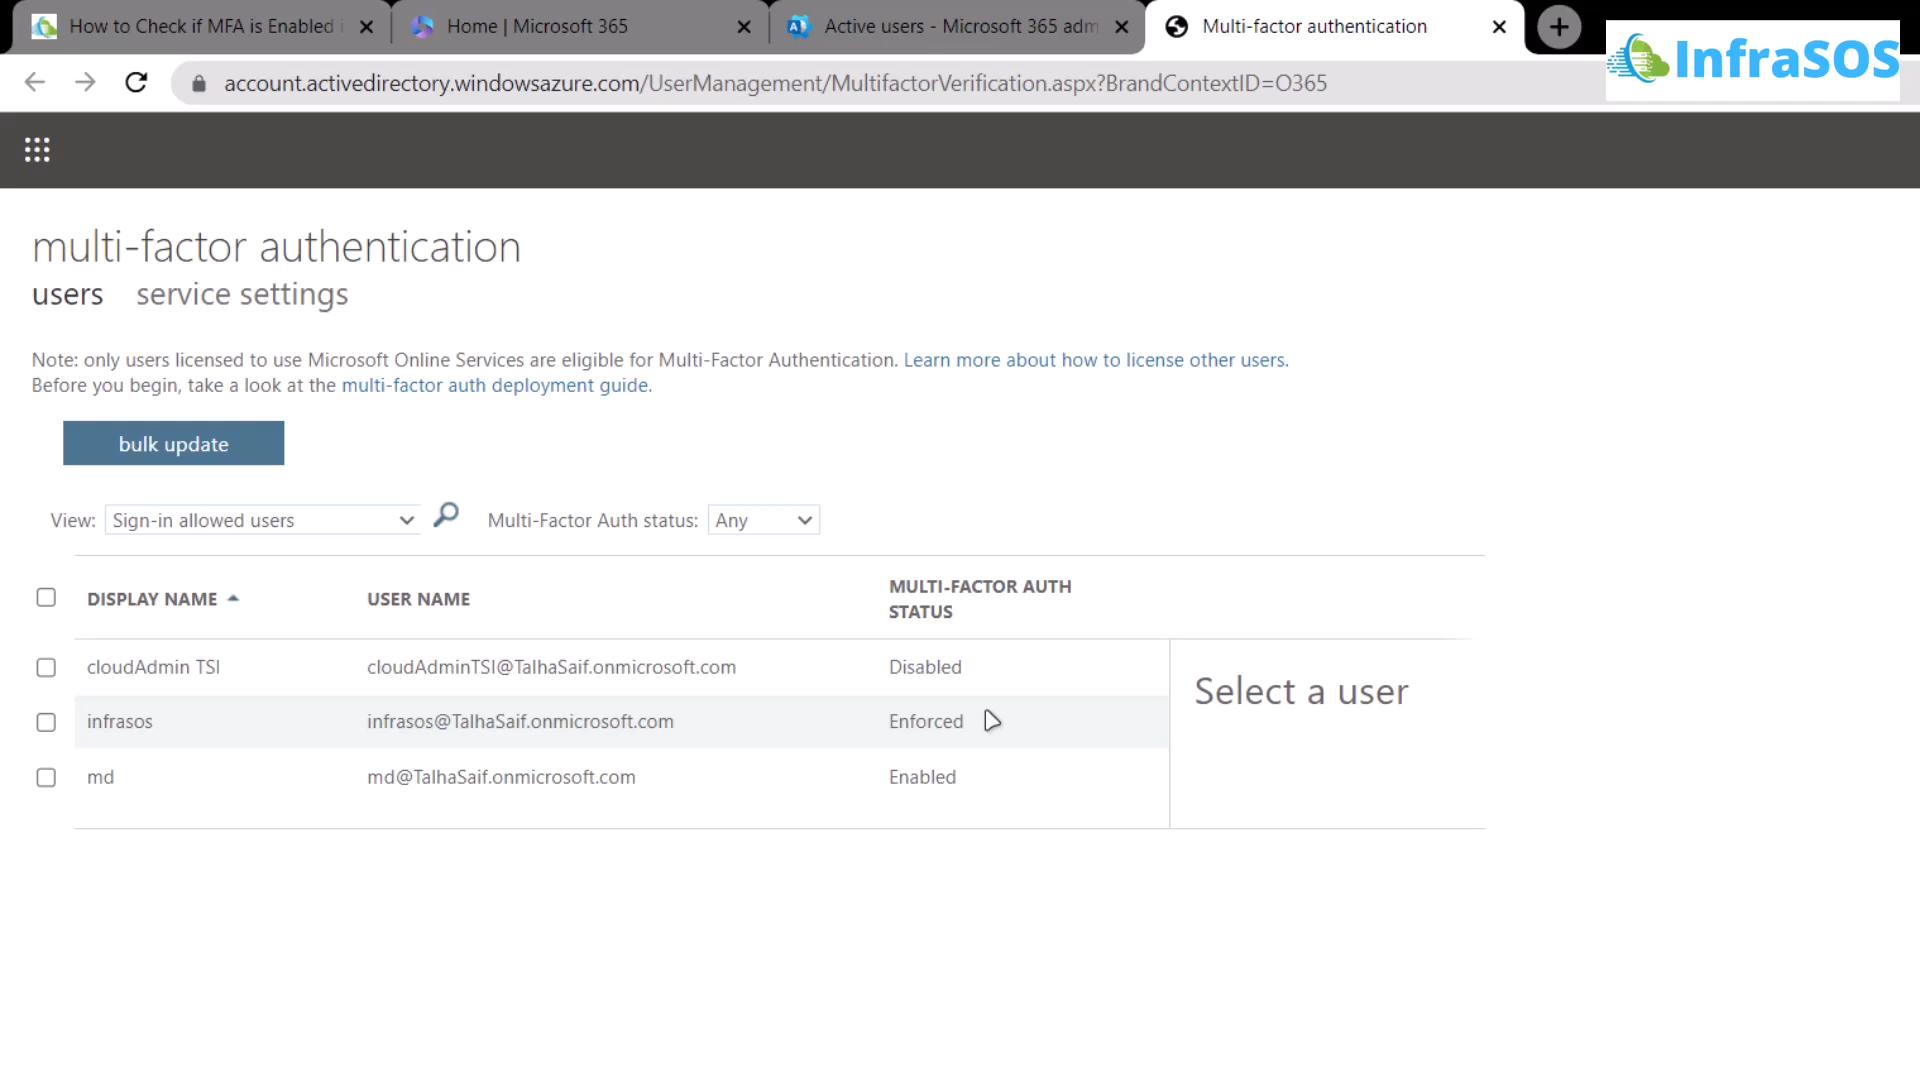 How to Check if MFA is Enabled i
Home | Microsoft 365
Active users - Microsoft 365 adm
Multi-factor authentication
InfraSOS
account.activedirectory.windowsazure.com/UserManagement/MultifactorVerification.aspx?BrandContextID=O365
multi-factor authentication
users service settings
Note: only users licensed to use Microsoft Online Services are eligible for Multi-Factor Authentication. Learn more about how to license other users.
Before you begin, take a look at the multi-factor auth deployment guide.
bulk update
View: Sign-in allowed users Multi-Factor Auth status: Any
DISPLAY NAME USER NAME MULTI-FACTOR AUTH
STATUS
cloudAdmin TSI cloudAdminTSI@TalhaSaif.onmicrosoft.com Disabled
Select a user
infrasos infrasos@TalhaSaif.onmicrosoft.com Enforced
md md@TalhaSaif.onmicrosoft.com Enabled